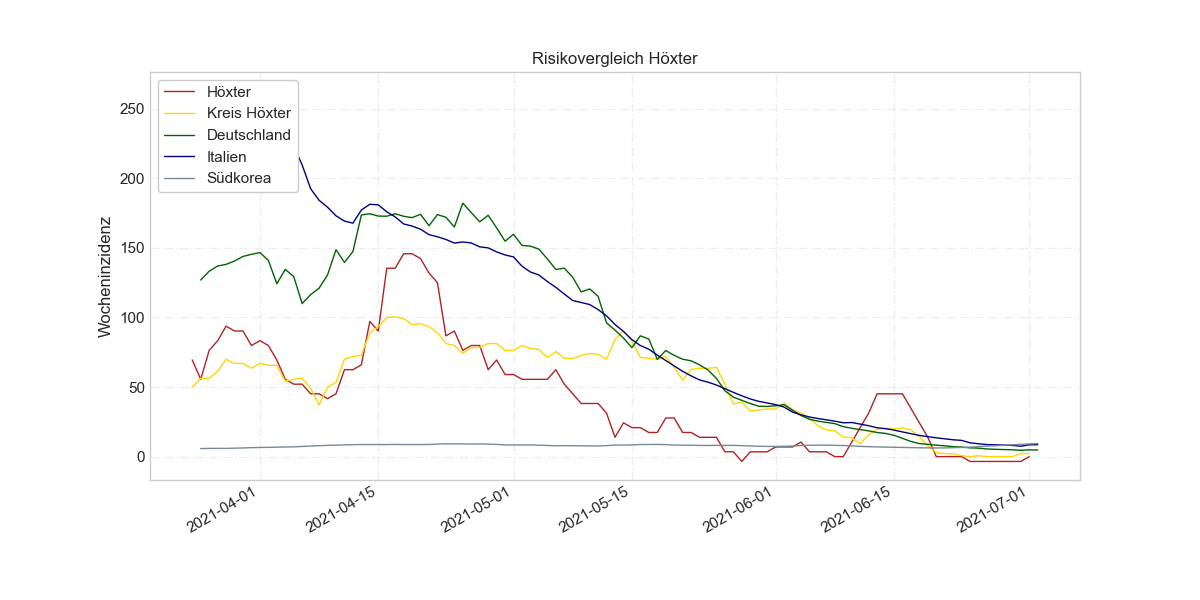 Risikovergleich Höxter
Höxter
Kreis Höxter
Deutschland
Italien
Südkorea
Wocheninzidenz
250
200
150
100
50
0
2021-04-01
2021-04-15
2021-05-01
2021-05-15
2021-06-01
2021-06-15
2021-07-01